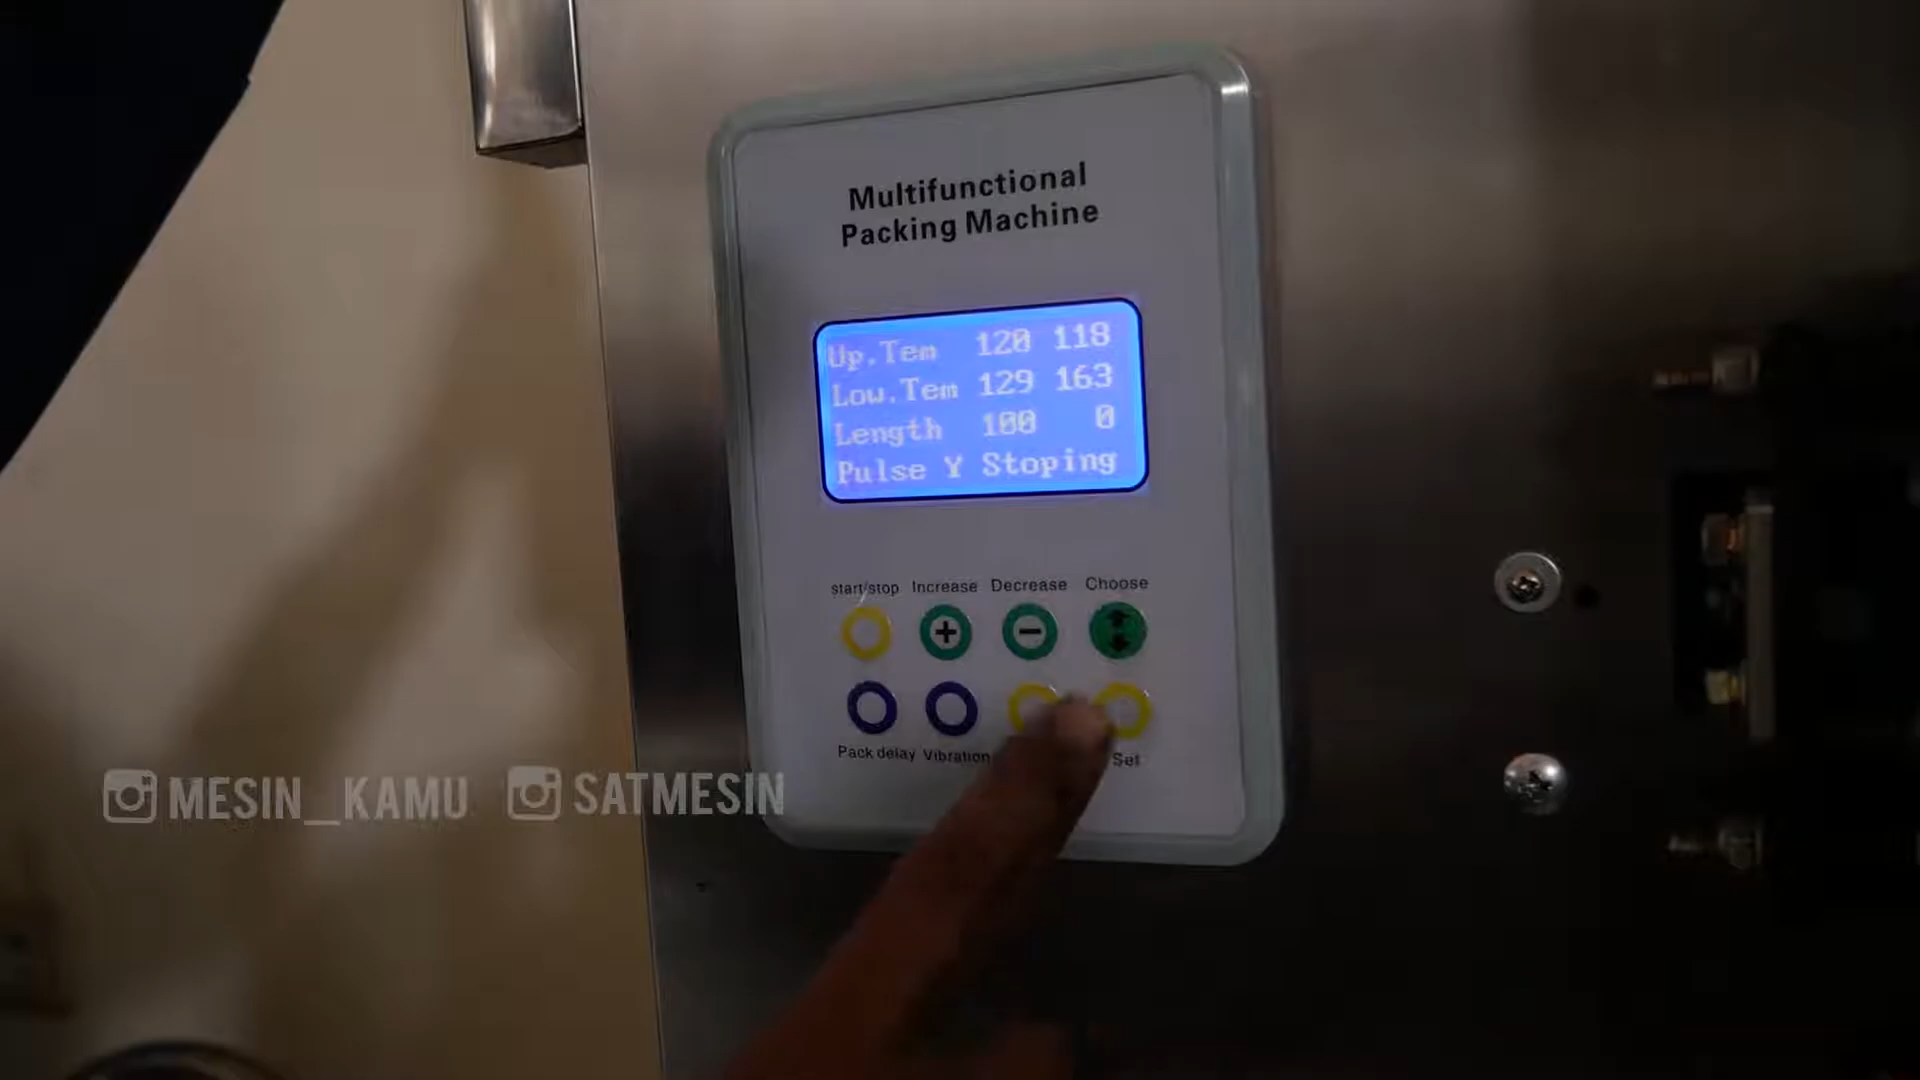 Multifunctional
Packing Machine
Up.Tem 120 118
Low.Tem 129 163
Length 100 0
Pulse Y Stoping
start/stop Increase Decrease Choose
Pack delay Vibration Set
MESIN_KAMU SATMESIN